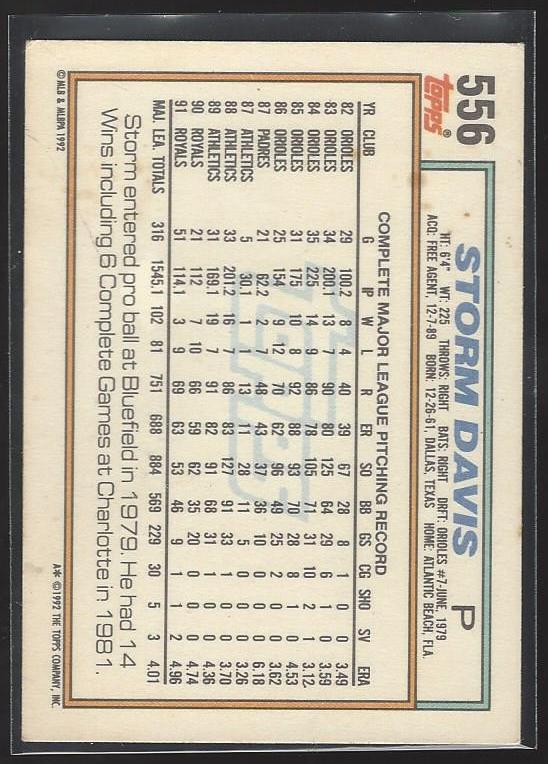 556
TOPPS®
STORM DAVIS P
HT: 6'4" WT: 225 THROWS: RIGHT BATS: RIGHT DRFT: ORIOLES #7-JUNE, 1979
ACQ: FREE AGENT, 12-7-89 BORN: 12-26-61, DALLAS, TEXAS HOME: ATLANTIC BEACH, FLA.
COMPLETE MAJOR LEAGUE PITCHING RECORD
YR CLUB G IP W L R ER SO BB GS CG SHO SV ERA
82 ORIOLES 29 100.2 8 4 40 39 67 28 8 1 0 0 3.49
83 ORIOLES 34 200.1 13 7 90 80 125 64 29 6 1 0 3.59
84 ORIOLES 35 225 14 9 86 78 105 71 31 10 2 1 3.12
85 ORIOLES 31 175 10 8 92 88 93 70 28 8 1 0 4.53
86 ORIOLES 25 154 9 12 70 62 96 49 25 2 0 0 3.62
87 PADRES 21 62.2 2 7 48 43 37 36 10 0 0 0 6.18
87 ATHLETICS 5 30.1 1 1 13 11 28 11 5 0 0 0 3.26
88 ATHLETICS 33 201.2 16 7 86 83 127 91 33 1 0 0 3.70
89 ATHLETICS 31 169.1 19 7 91 82 91 68 31 1 0 0 4.36
90 ROYALS 21 112 7 10 66 59 62 35 20 0 0 0 4.74
91 ROYALS 51 114.1 3 9 69 63 53 46 9 1 1 2 4.96
MAJ. LEA. TOTALS 316 1545.1 102 81 751 688 884 569 229 30 5 3 4.01
Storm entered pro ball at Bluefield in 1979. He had 14
Wins including 6 Complete Games at Charlotte in 1981.
©MLB & MLBPA 1992
A* ©1992 THE TOPPS COMPANY, INC.